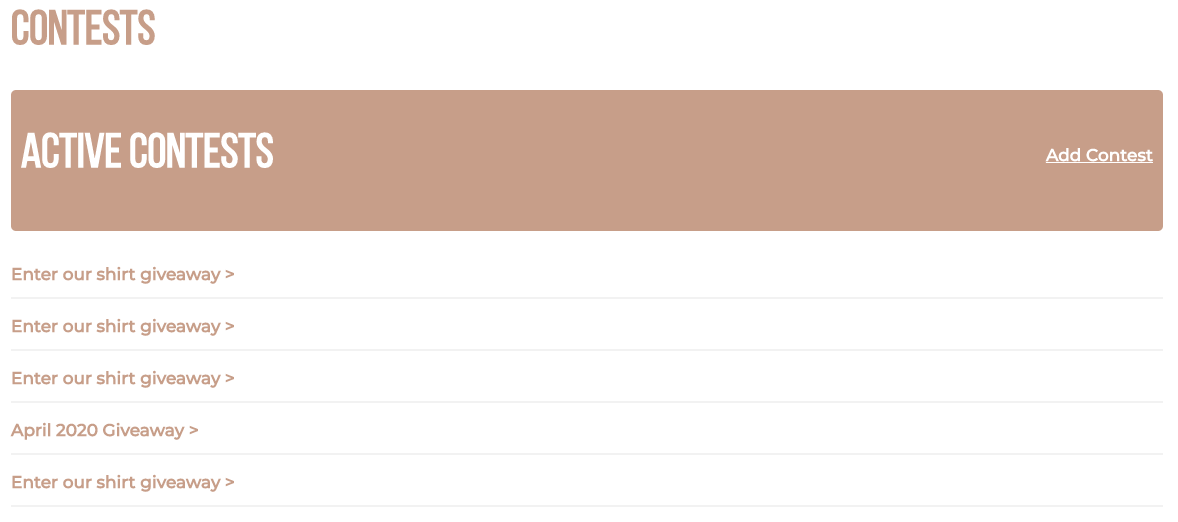 CONTESTS
ACTIVE CONTESTS
Add Contest
Enter our shirt giveaway >
Enter our shirt giveaway >
Enter our shirt giveaway >
April 2020 Giveaway >
Enter our shirt giveaway >